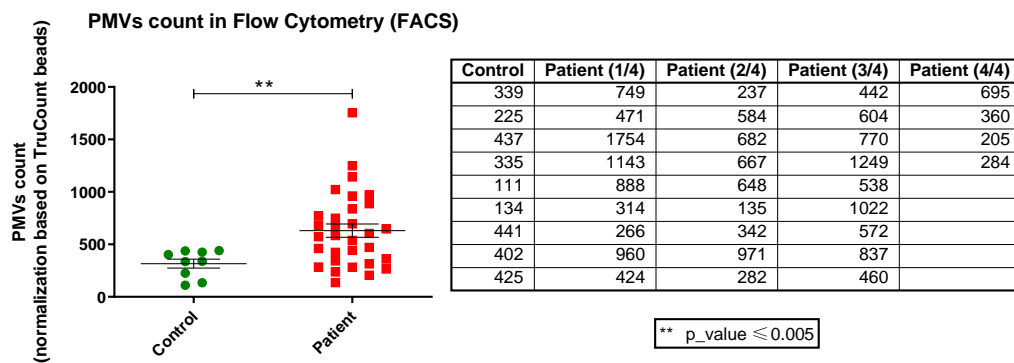 PMVs count in Flow Cytometry (FACS)
PMVs count
(normalization based on TruCount beads)
2000
1500
1000
500
0
**
Control
Patient
Control Patient (1/4) Patient (2/4) Patient (3/4) Patient (4/4)
339 749 237 442 695
225 471 584 604 360
437 1754 682 770 205
335 1143 667 1249 284
111 888 648 538
134 314 135 1022
441 266 342 572
402 960 971 837
425 424 282 460
** p_value ≤ 0.005